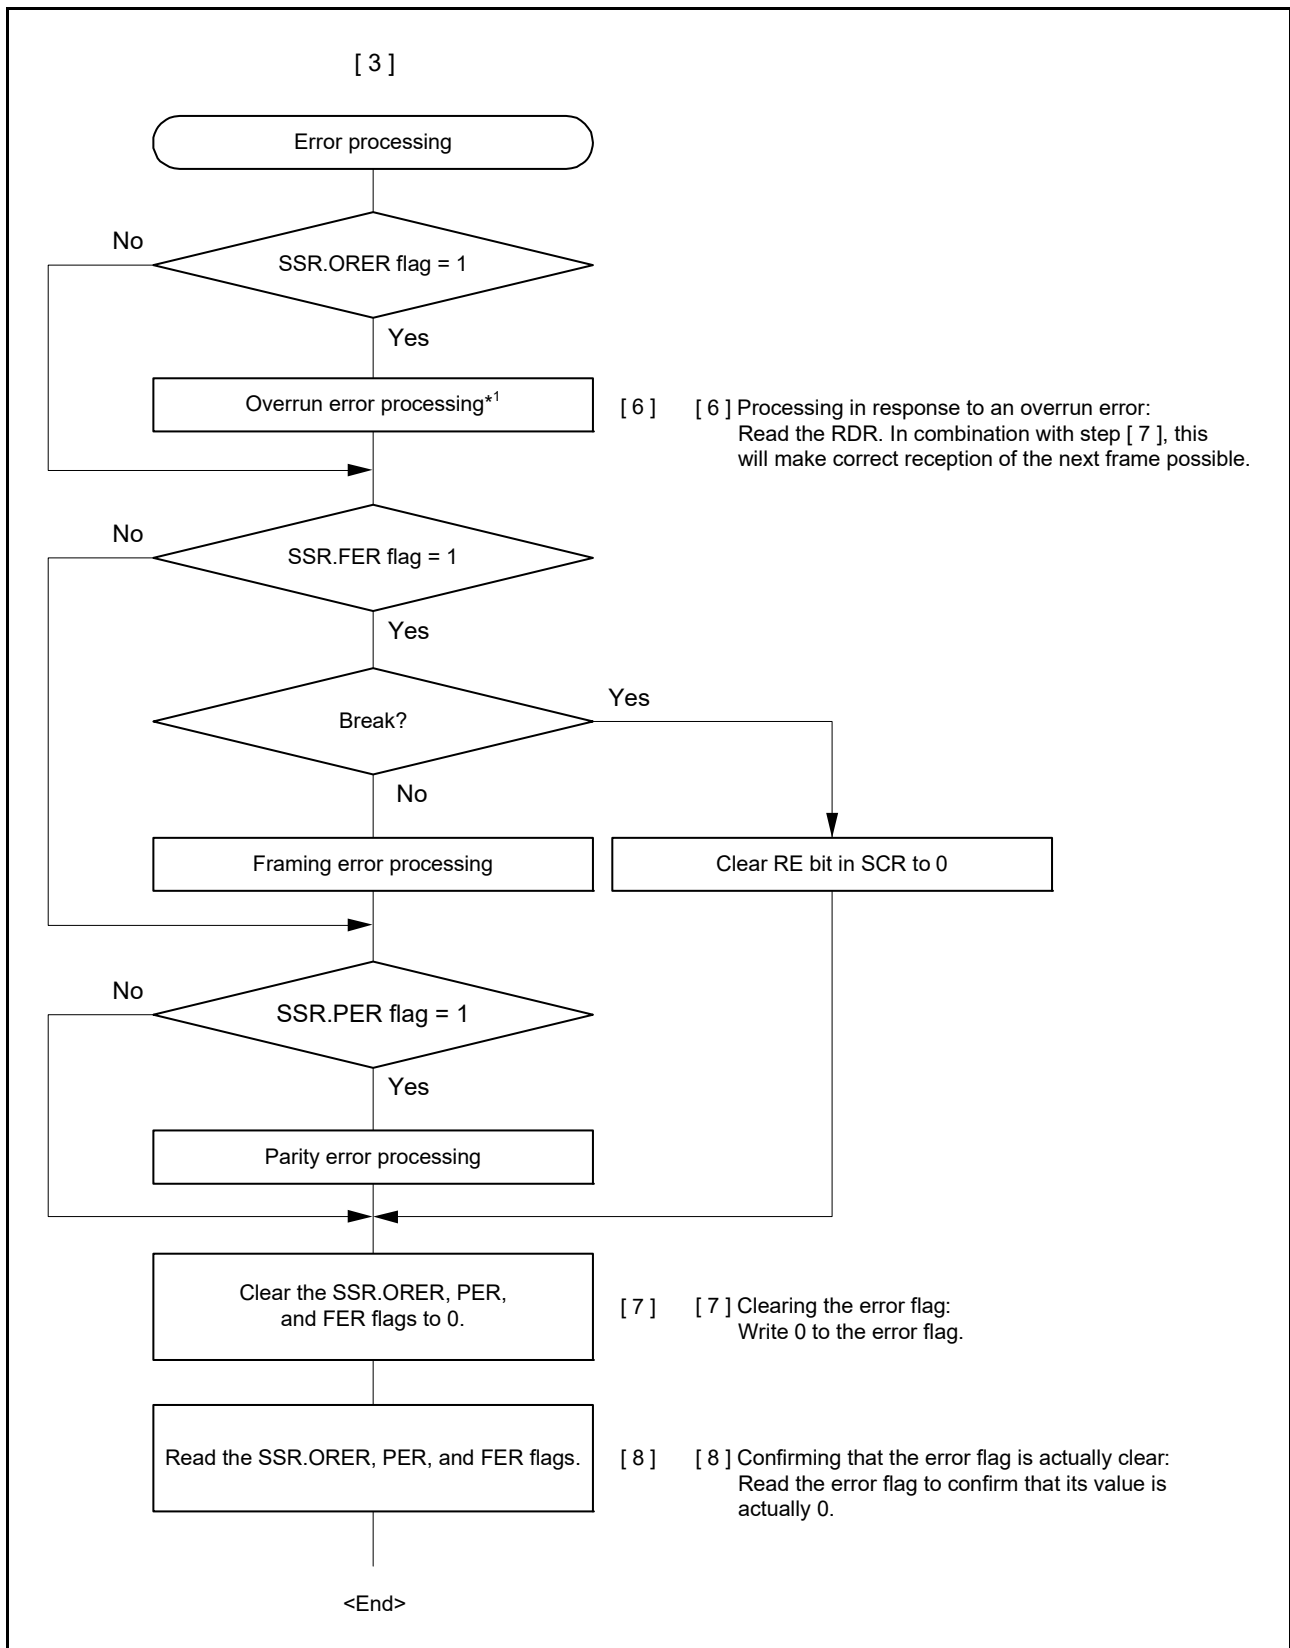 [ 3 ]
Error processing
No
SSR.ORER flag = 1
Yes
Overrun error processing*1
[ 6 ]
[ 6 ] Processing in response to an overrun error:
Read the RDR. In combination with step [ 7 ], this
will make correct reception of the next frame possible.
No
SSR.FER flag = 1
Yes
Break?
Yes
No
Framing error processing
Clear RE bit in SCR to 0
No
SSR.PER flag = 1
Yes
Parity error processing
Clear the SSR.ORER, PER,
and FER flags to 0.
[ 7 ]
[ 7 ] Clearing the error flag:
Write 0 to the error flag.
Read the SSR.ORER, PER, and FER flags.
[ 8 ]
[ 8 ] Confirming that the error flag is actually clear:
Read the error flag to confirm that its value is
actually 0.
<End>